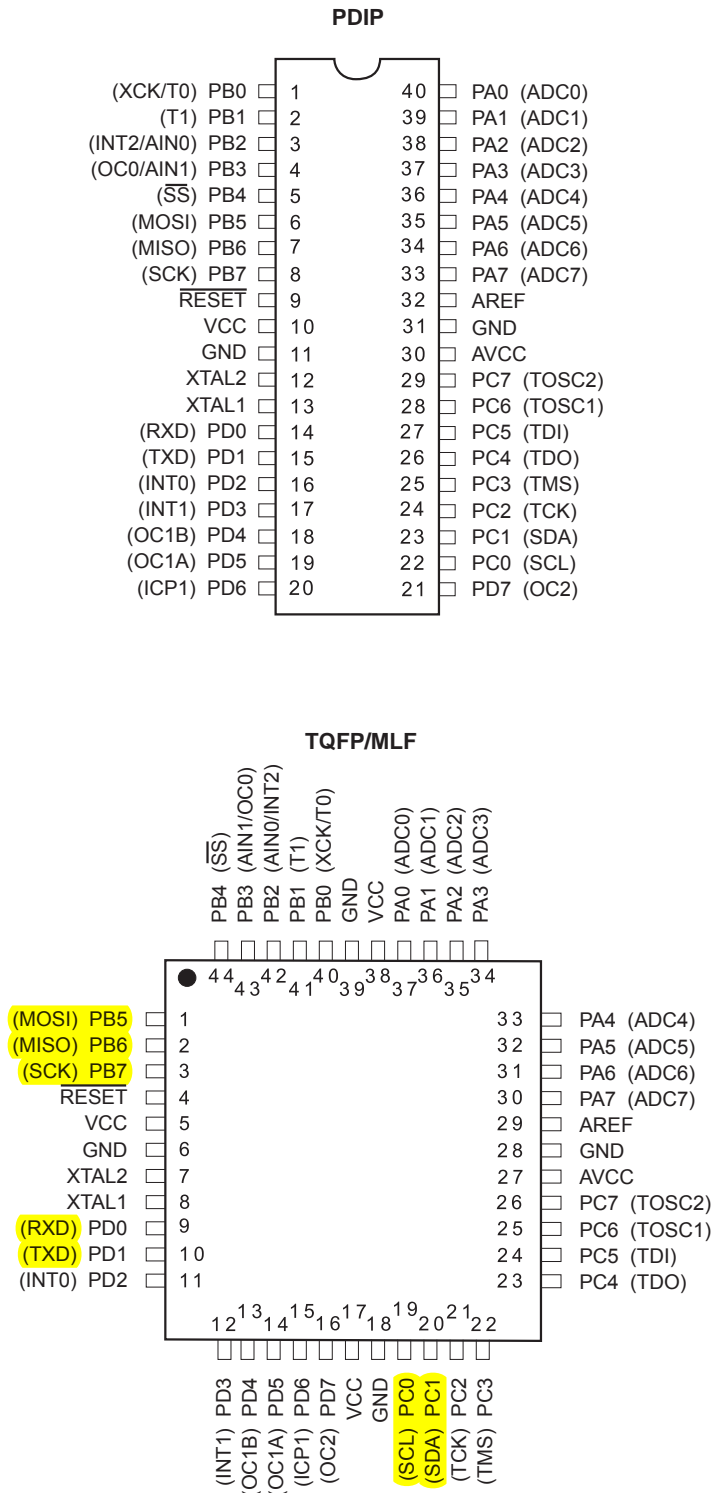 PDIP
(XCK/T0) PB0 1 40 PA0 (ADC0)
(T1) PB1 2 39 PA1 (ADC1)
(INT2/AIN0) PB2 3 38 PA2 (ADC2)
(OC0/AIN1) PB3 4 37 PA3 (ADC3)
(SS) PB4 5 36 PA4 (ADC4)
(MOSI) PB5 6 35 PA5 (ADC5)
(MISO) PB6 7 34 PA6 (ADC6)
(SCK) PB7 8 33 PA7 (ADC7)
RESET 9 32 AREF
VCC 10 31 GND
GND 11 30 AVCC
XTAL2 12 29 PC7 (TOSC2)
XTAL1 13 28 PC6 (TOSC1)
(RXD) PD0 14 27 PC5 (TDI)
(TXD) PD1 15 26 PC4 (TDO)
(INT0) PD2 16 25 PC3 (TMS)
(INT1) PD3 17 24 PC2 (TCK)
(OC1B) PD4 18 23 PC1 (SDA)
(OC1A) PD5 19 22 PC0 (SCL)
(ICP1) PD6 20 21 PD7 (OC2)
TQFP/MLF
PB4 (SS)
PB3 (AIN1/OC0)
PB2 (AIN0/INT2)
PB1 (T1)
PB0 (XCK/T0)
GND
VCC
PA0 (ADC0)
PA1 (ADC1)
PA2 (ADC2)
PA3 (ADC3)
44 43 42 41 40 39 38 37 36 35 34
(MOSI) PB5 1 33 PA4 (ADC4)
(MISO) PB6 2 32 PA5 (ADC5)
(SCK) PB7 3 31 PA6 (ADC6)
RESET 4 30 PA7 (ADC7)
VCC 5 29 AREF
GND 6 28 GND
XTAL2 7 27 AVCC
XTAL1 8 26 PC7 (TOSC2)
(RXD) PD0 9 25 PC6 (TOSC1)
(TXD) PD1 10 24 PC5 (TDI)
(INT0) PD2 11 23 PC4 (TDO)
12 13 14 15 16 17 18 19 20 21 22
(INT1) PD3
(OC1B) PD4
(OC1A) PD5
(ICP1) PD6
(OC2) PD7
VCC
GND
(SCL) PC0
(SDA) PC1
(TCK) PC2
(TMS) PC3